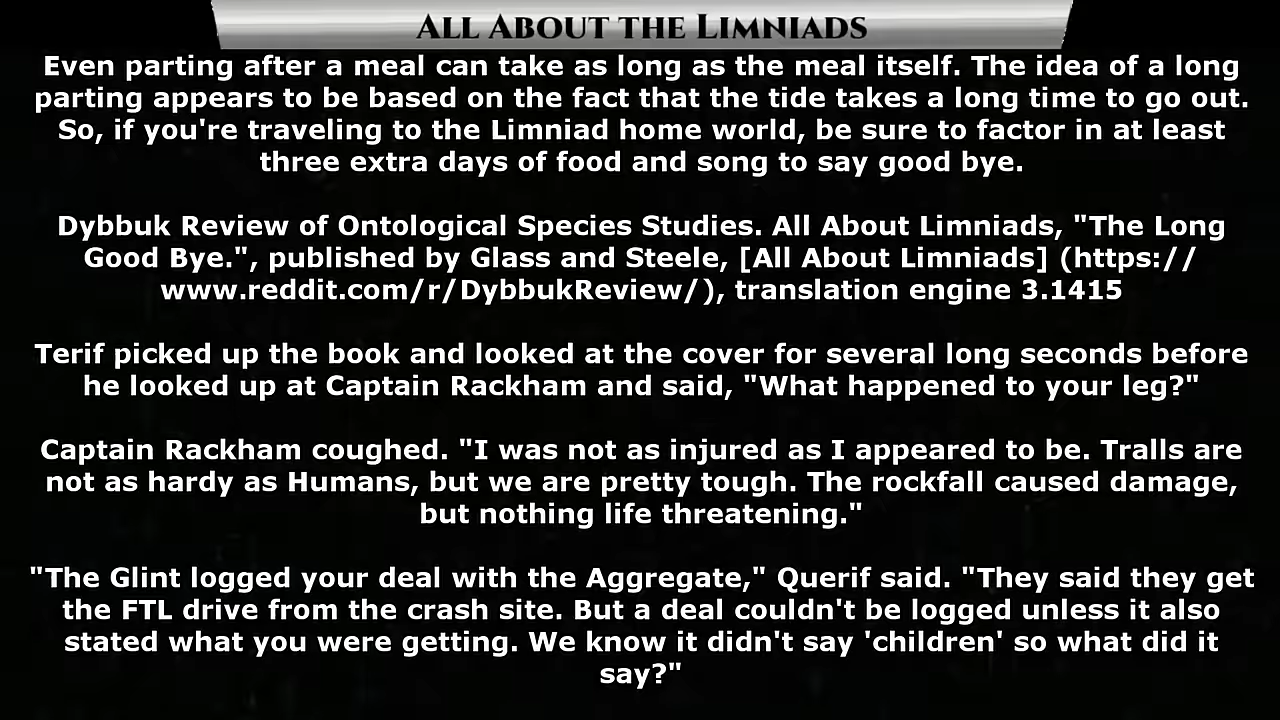 All About the Limniads
Even parting after a meal can take as long as the meal itself. The idea of a long
parting appears to be based on the fact that the tide takes a long time to go out.
So, if you're traveling to the Limniad home world, be sure to factor in at least
three extra days of food and song to say good bye.
Dybbuk Review of Ontological Species Studies. All About Limniads, "The Long
Good Bye.", published by Glass and Steele, [All About Limniads] (https://
www.reddit.com/r/DybbukReview/), translation engine 3.1415
Terif picked up the book and looked at the cover for several long seconds before
he looked up at Captain Rackham and said, "What happened to your leg?"
Captain Rackham coughed. "I was not as injured as I appeared to be. Tralls are
not as hardy as Humans, but we are pretty tough. The rockfall caused damage,
but nothing life threatening."
"The Glint logged your deal with the Aggregate," Querif said. "They said they get
the FTL drive from the crash site. But a deal couldn't be logged unless it also
stated what you were getting. We know it didn't say 'children' so what did it
say?"